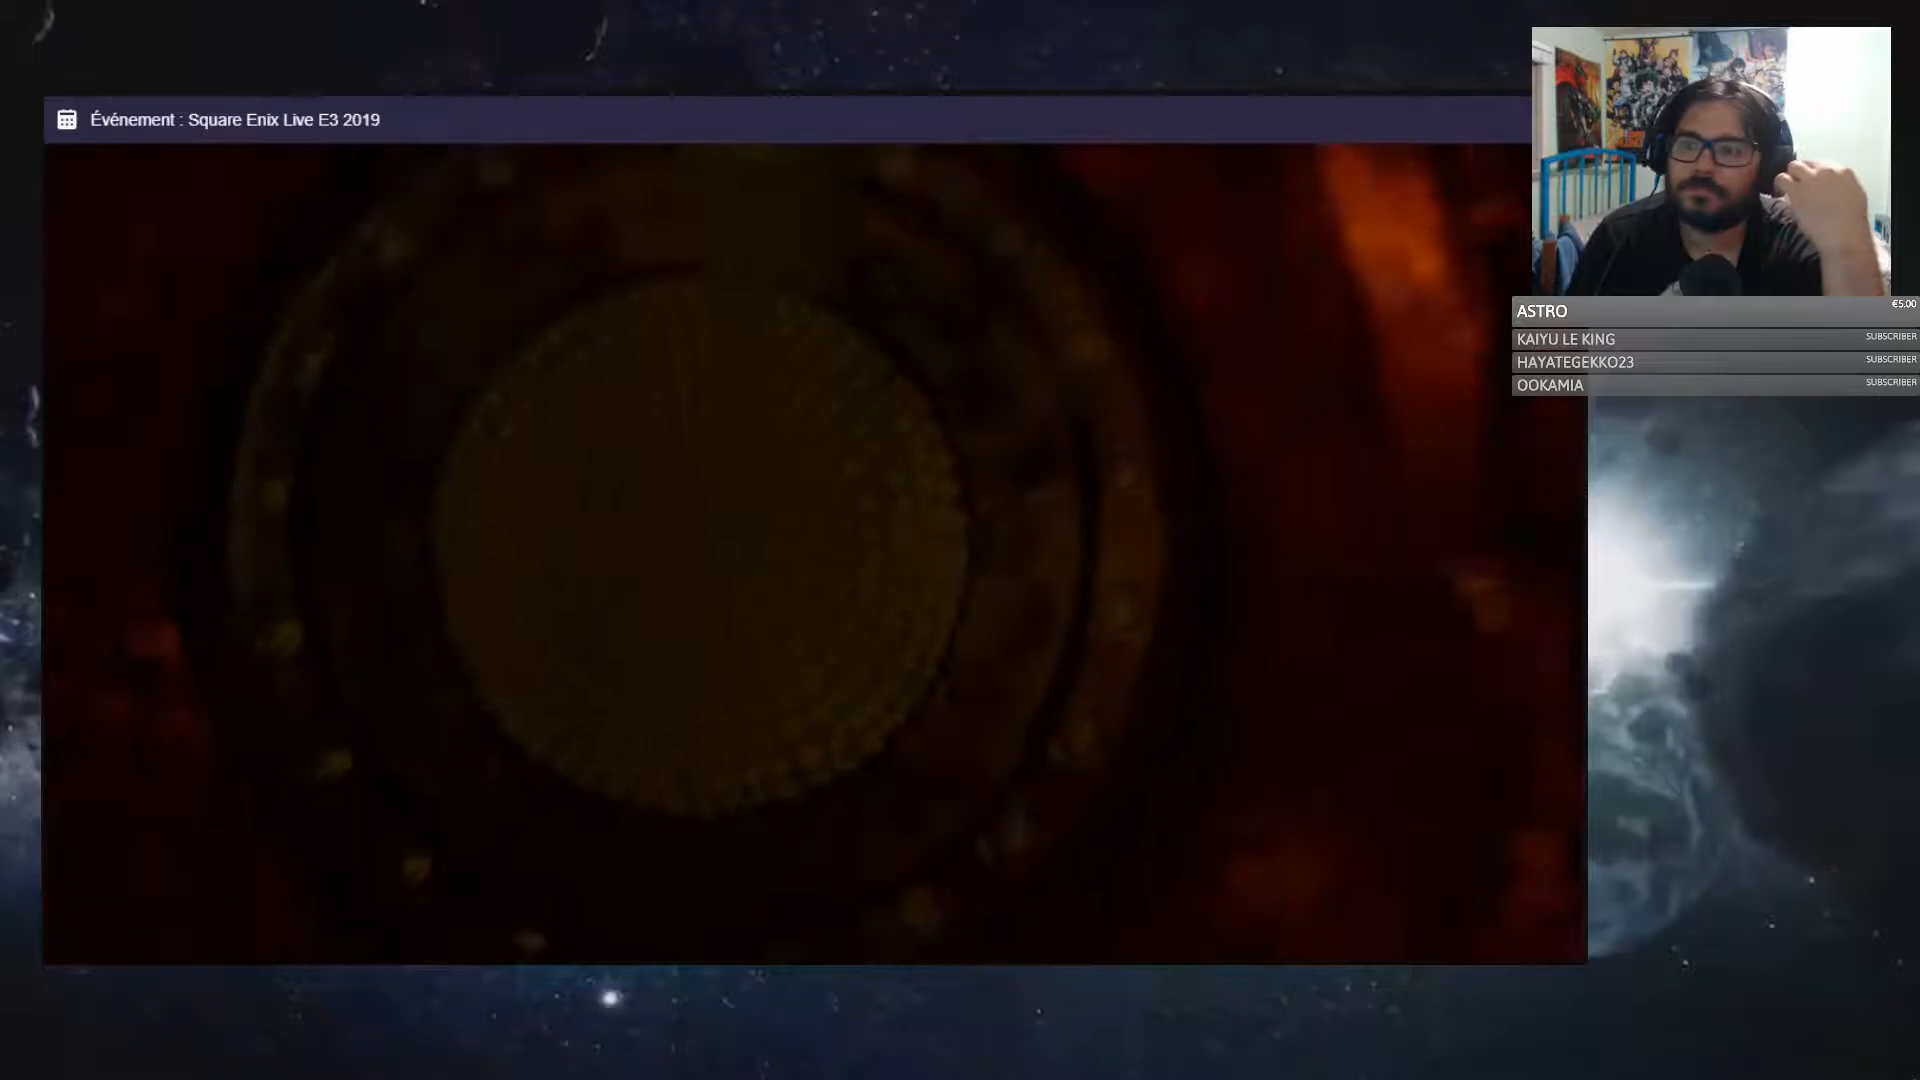 Événement : Square Enix Live E3 2019
ASTRO €5.00
KAIYU LE KING SUBSCRIBER
HAYATEGEKKO23 SUBSCRIBER
OOKAMIA SUBSCRIBER